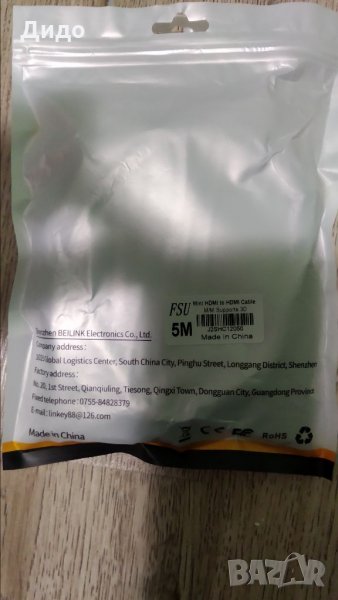 Дидо
FSU
Mini HDMI to HDMI Cable
M/M Supports 3D
5M
Made in China
Shenzhen BEILINK Electronics Co., Ltd.
Company address:
Global Logistics Center, South China City, Pinghu Street, Longgang District, Shenzhen
Factory address:
No. 20, 1st Street, Qianqiuling, Tiesong, Qingxi Town, Dongguan City, Guangdong Province
Fixed telephone: 0755-84828379
E-mail: linkey88@126.com
Made in China
CE FC RoHS
BAZAR